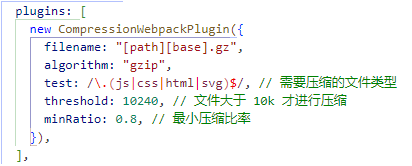 plugins: [
new CompressionWebpackPlugin({
filename: "[path][base].gz",
algorithm: "gzip",
test: /\.(js|css|html|svg)$/, // 需要压缩的文件类型
threshold: 10240, // 文件大于 10k 才进行压缩
minRatio: 0.8, // 最小压缩比率
}),
],